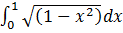 ∫₀¹ √((1 − x²)) dx